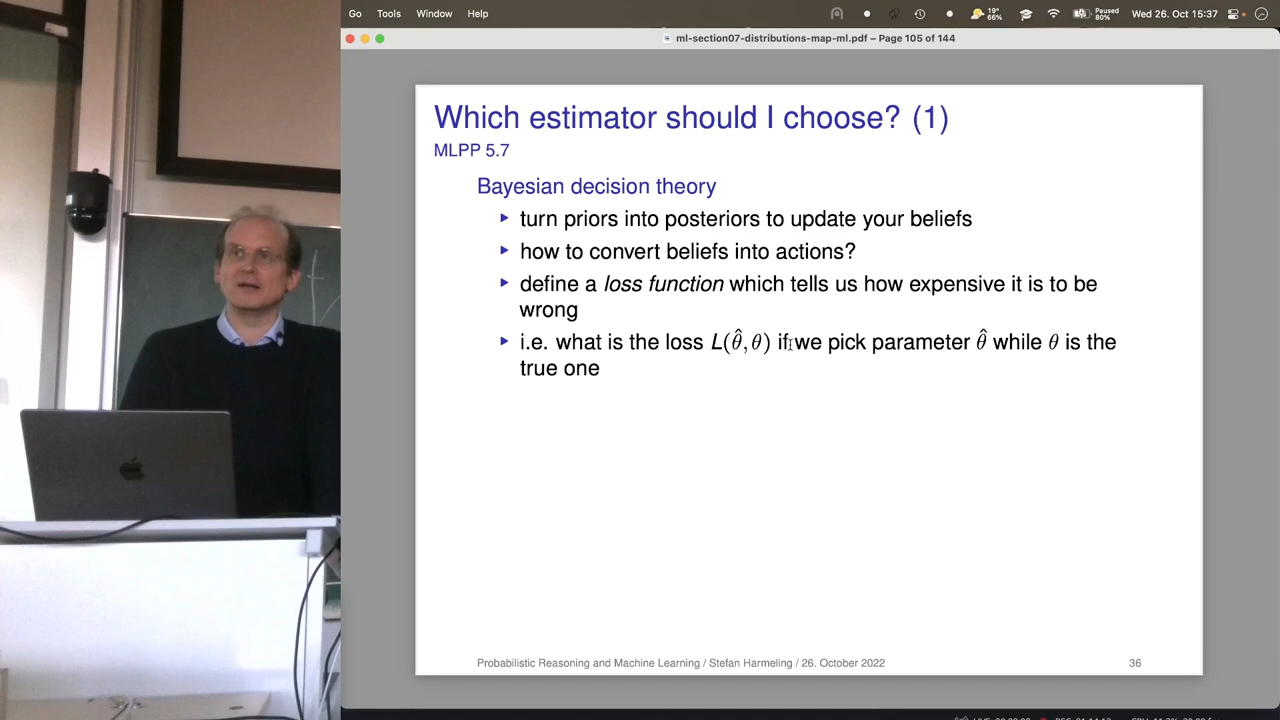 Go Tools Window Help 19° 66% Paused 80% Wed 26. Oct 15:37
ml-section07-distributions-map-ml.pdf – Page 105 of 144
Which estimator should I choose? (1)
MLPP 5.7
Bayesian decision theory
turn priors into posteriors to update your beliefs
how to convert beliefs into actions?
define a loss function which tells us how expensive it is to be
wrong
i.e. what is the loss L(θ̂, θ) if we pick parameter θ̂ while θ is the
true one
Probabilistic Reasoning and Machine Learning / Stefan Harmeling / 26. October 2022 36